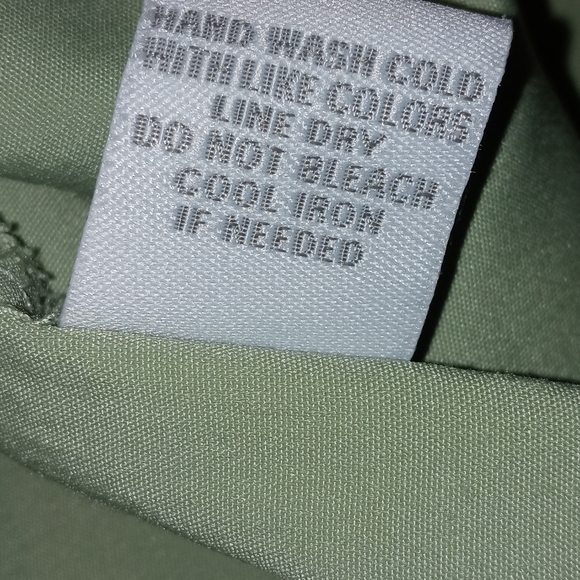 HAND WASH COLD
WITH LIKE COLORS
LINE DRY
DO NOT BLEACH
COOL IRON
IF NEEDED